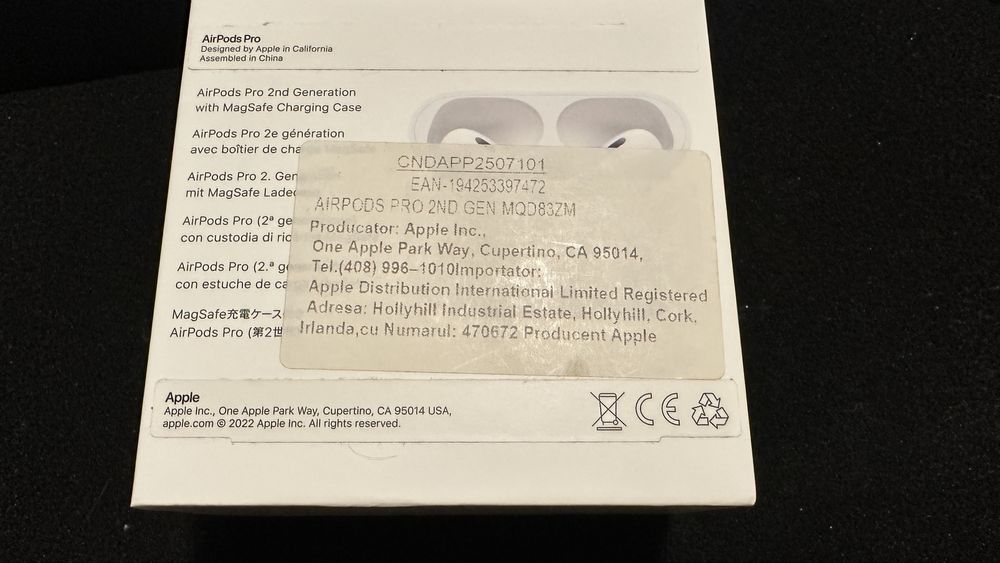 AirPods Pro
Designed by Apple in California
Assembled in China
AirPods Pro 2nd Generation
with MagSafe Charging Case
AirPods Pro 2e génération
avec boîtier de cha
AirPods Pro 2. Gen
mit MagSafe Lade
AirPods Pro (2ª ge
con custodia di ric
AirPods Pro (2.ª ge
con estuche de ca
MagSafe充電ケース
AirPods Pro (第2世
CNDAPP2507101
EAN-194253397472
AIRPODS PRO 2ND GEN MQD83ZM
Producator: Apple Inc.,
One Apple Park Way, Cupertino, CA 95014,
Tel.(408) 996-1010Importator:
Apple Distribution International Limited Registered
Adresa: Hollyhill Industrial Estate, Hollyhill, Cork,
Irlanda,cu Numarul: 470672 Producent Apple
Apple
Apple Inc., One Apple Park Way, Cupertino, CA 95014 USA,
apple.com © 2022 Apple Inc. All rights reserved.
CE